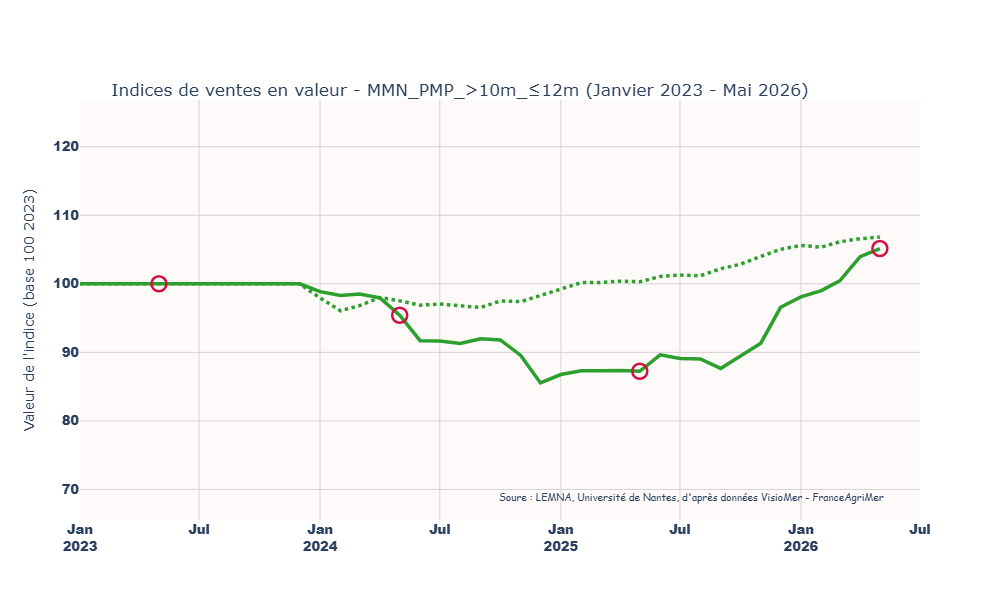 Indices de ventes en valeur - MMN_PMP_>10m_≤12m (Janvier 2023 - Mai 2026)
Valeur de l'indice (base 100 2023)
120
110
100
90
80
70
Soure : LEMNA, Université de Nantes, d'après données VisioMer - FranceAgriMer
Jan Jul Jan Jul Jan Jul Jan Jul
2023 2024 2025 2026